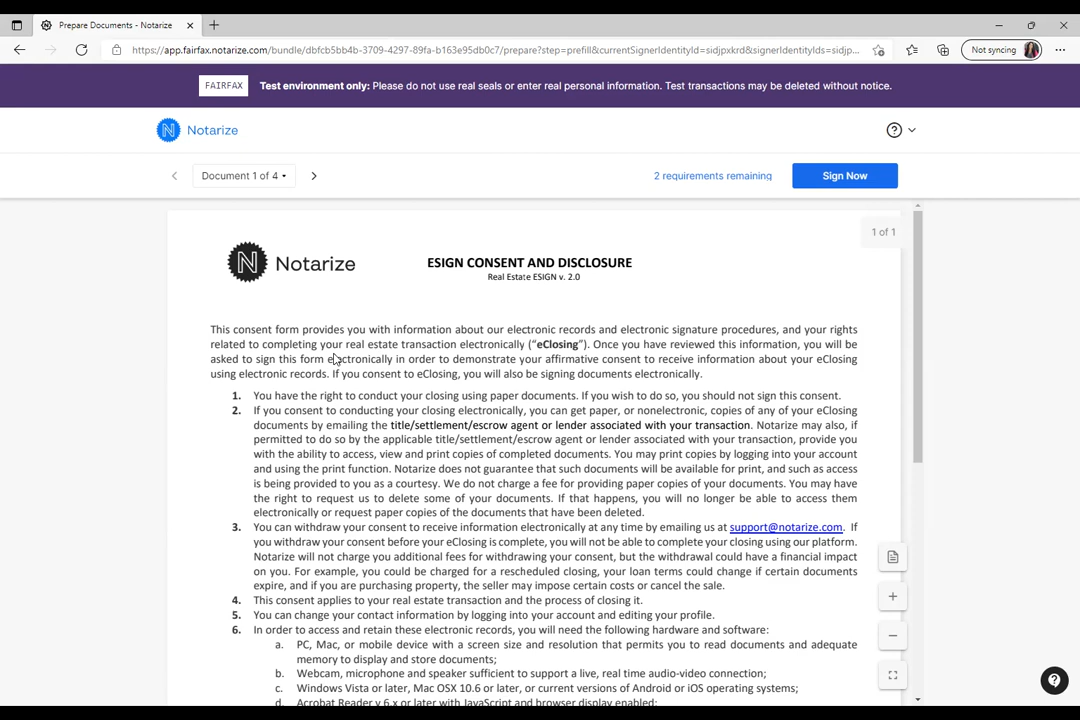 Prepare Documents - Notarize
https://app.fairfax.notarize.com/bundle/dbfcb5bb4b-3709-4297-89fa-b163e95db0c7/prepare?step=prefill&currentSignerIdentityId=sidjpxkrd&signerIdentityIds=sidjp...
Not syncing
FAIRFAX
Test environment only: Please do not use real seals or enter real personal information. Test transactions may be deleted without notice.
N Notarize
Document 1 of 4
2 requirements remaining
Sign Now
1 of 1
N Notarize
ESIGN CONSENT AND DISCLOSURE
Real Estate ESIGN v. 2.0
This consent form provides you with information about our electronic records and electronic signature procedures, and your rights
related to completing your real estate transaction electronically (“eClosing”). Once you have reviewed this information, you will be
asked to sign this form electronically in order to demonstrate your affirmative consent to receive information about your eClosing
using electronic records. If you consent to eClosing, you will also be signing documents electronically.
1. You have the right to conduct your closing using paper documents. If you wish to do so, you should not sign this consent.
2. If you consent to conducting your closing electronically, you can get paper, or nonelectronic, copies of any of your eClosing
documents by emailing the title/settlement/escrow agent or lender associated with your transaction. Notarize may also, if
permitted to do so by the applicable title/settlement/escrow agent or lender associated with your transaction, provide you
with the ability to access, view and print copies of completed documents. You may print copies by logging into your account
and using the print function. Notarize does not guarantee that such documents will be available for print, and such as access
is being provided to you as a courtesy. We do not charge a fee for providing paper copies of your documents. You may have
the right to request us to delete some of your documents. If that happens, you will no longer be able to access them
electronically or request paper copies of the documents that have been deleted.
3. You can withdraw your consent to receive information electronically at any time by emailing us at support@notarize.com. If
you withdraw your consent before your eClosing is complete, you will not be able to complete your closing using our platform.
Notarize will not charge you additional fees for withdrawing your consent, but the withdrawal could have a financial impact
on you. For example, you could be charged for a rescheduled closing, your loan terms could change if certain documents
expire, and if you are purchasing property, the seller may impose certain costs or cancel the sale.
4. This consent applies to your real estate transaction and the process of closing it.
5. You can change your contact information by logging into your account and editing your profile.
6. In order to access and retain these electronic records, you will need the following hardware and software:
a. PC, Mac, or mobile device with a screen size and resolution that permits you to read documents and adequate
memory to display and store documents;
b. Webcam, microphone and speaker sufficient to support a live, real time audio-video connection;
c. Windows Vista or later, Mac OSX 10.6 or later, or current versions of Android or iOS operating systems;
d. Acrobat Reader v 6.x or later with JavaScript and browser display enabled;